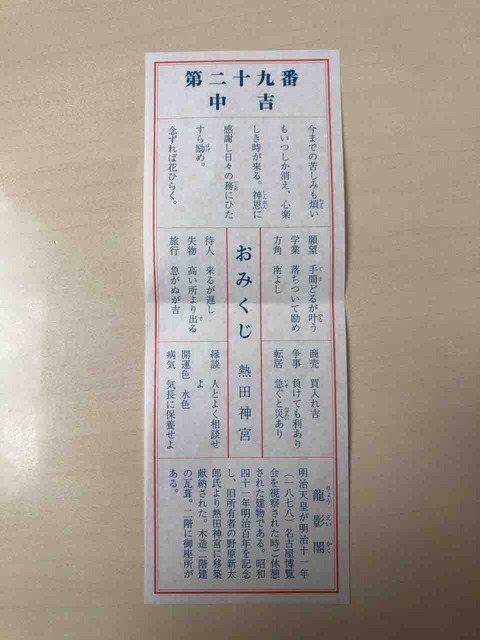 第二十九番
中吉
今までの苦しみも煩い
もいつしか消え、心楽
しき時が来る。神恩に
感謝し日々の務にひた
すら励め。
念ずれば花ひらく。
願望 手間どるが叶う
学業 落ちついて励め
方角 南よし
おみくじ 熱田神宮
商売 買入れ吉
争事 負けても利あり
転居 急ぐと災あり
待人 来るが遅し
失物 高い所より出る
旅行 急がぬが吉
縁談 人とよく相談せ
よ
開運色 水色
病気 気長に保養せよ
龍影閣
明治天皇が明治十一年
(一八七八)名古屋博覧
会を視察された時ご休憩
された建物である。昭和
四十一年明治百年を記念
し、旧所有者の野原新太
郎氏より熱田神宮に移築
献納された。木造二階建
の瓦葺。二階に御座所が
ある。